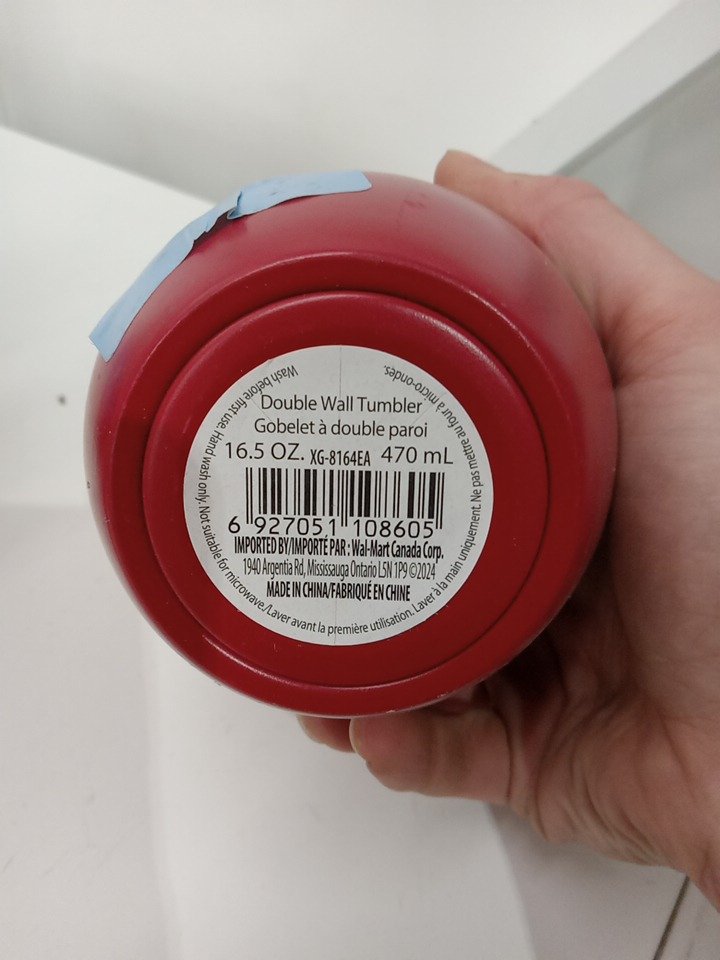 Double Wall Tumbler
Gobelet à double paroi
16.5 OZ. XG-8164EA 470 mL
6 927051 108605
IMPORTED BY/IMPORTÉ PAR : Wal-Mart Canada Corp.
1940 Argentia Rd, Mississauga Ontario L5N 1P9 ©2024
MADE IN CHINA/FABRIQUÉ EN CHINE
Wash before first use. Hand wash only. Not suitable for microwave./Laver avant la première utilisation. Laver à la main uniquement. Ne pas mettre au four à micro-ondes.